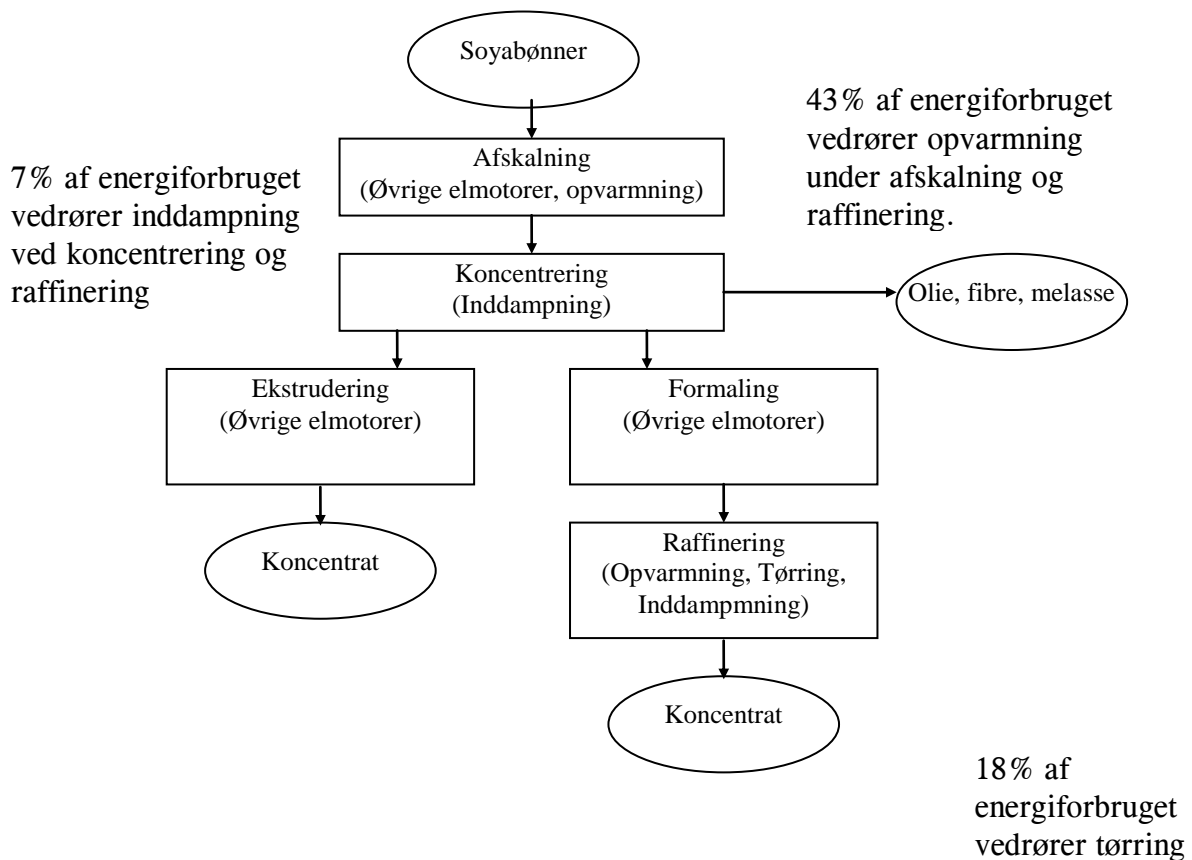 Soyabønner
43% af energiforbruget
vedrører opvarmning
under afskalning og
raffinering.
7% af energiforbruget
vedrører inddampning
ved koncentrering og
raffinering
Afskalning
(Øvrige elmotorer, opvarmning)
Koncentrering
(Inddampning)
Olie, fibre, melasse
Ekstrudering
(Øvrige elmotorer)
Formaling
(Øvrige elmotorer)
Koncentrat
Raffinering
(Opvarmning, Tørring,
Inddampmning)
Koncentrat
18% af
energiforbruget
vedrører tørring